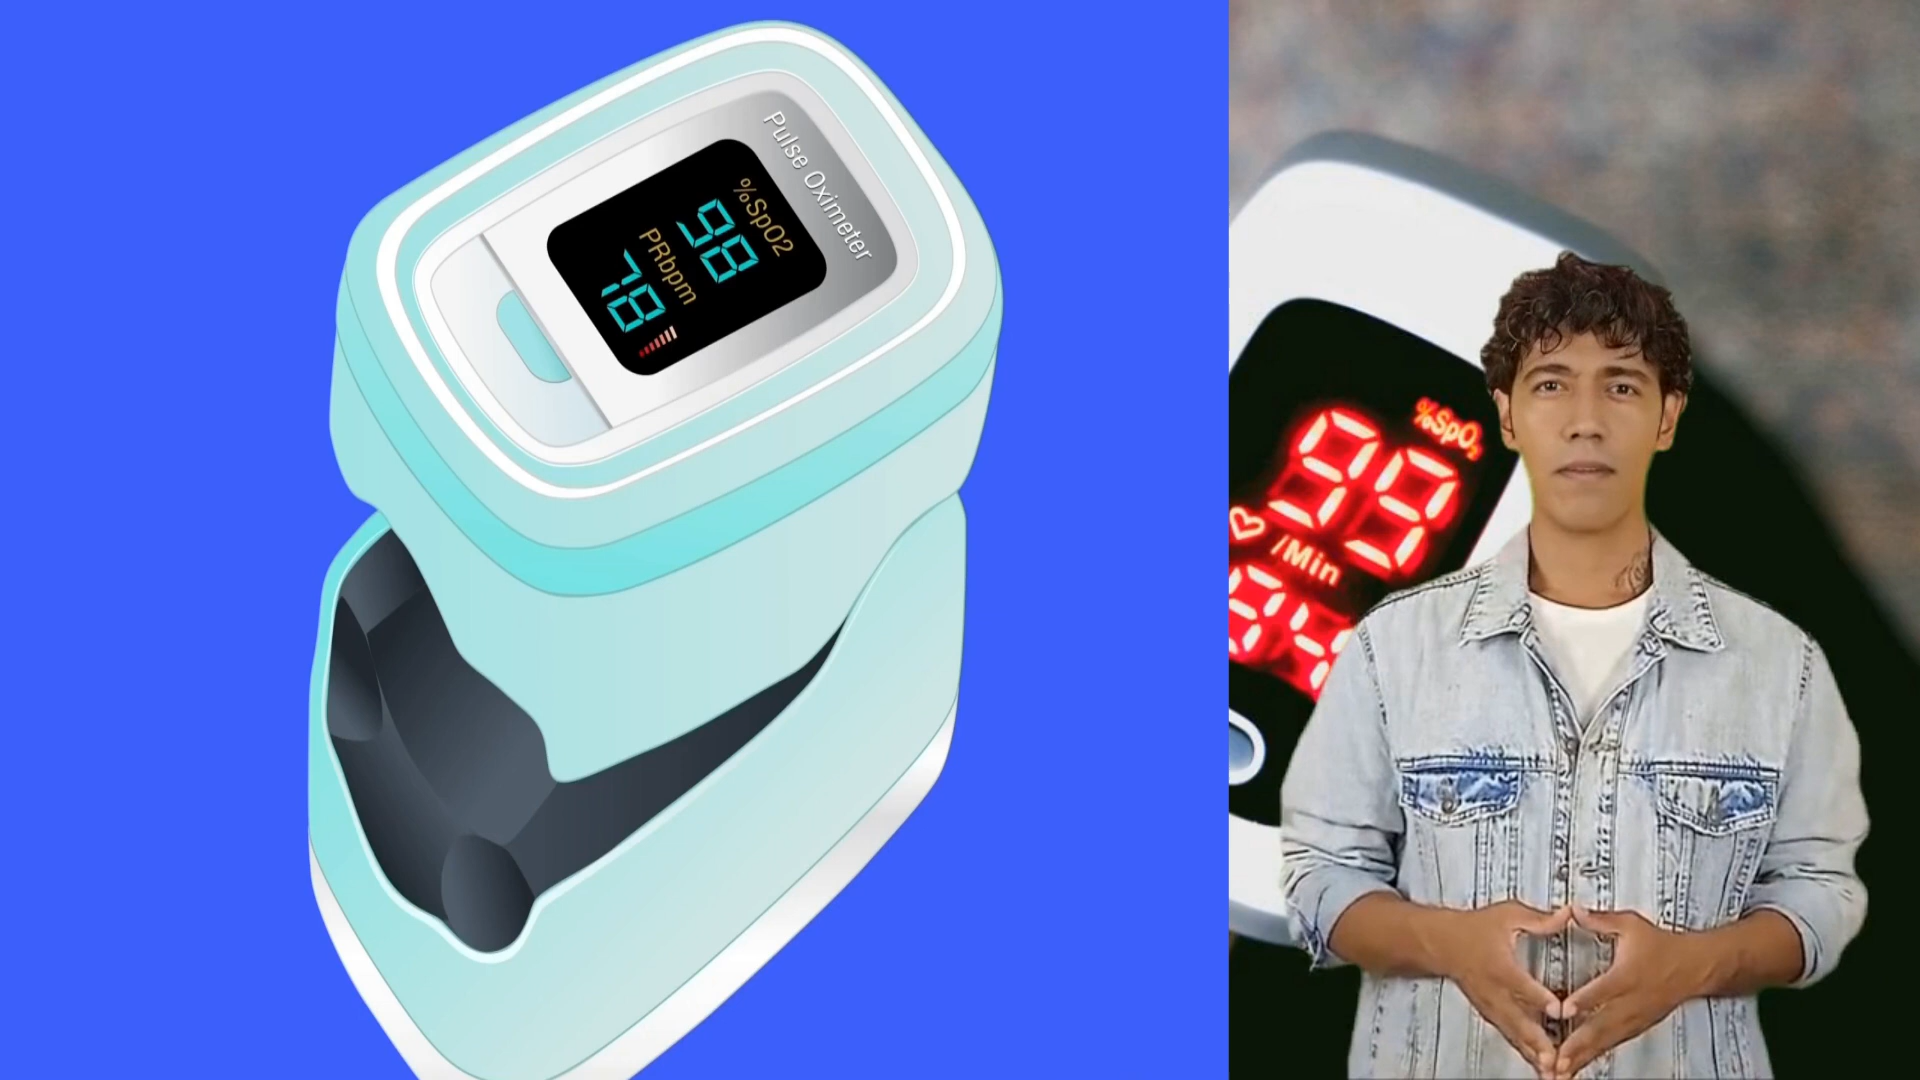 Pulse Oximeter
%SpO2
98
PRbpm
78
%SpO₂
99
/Min